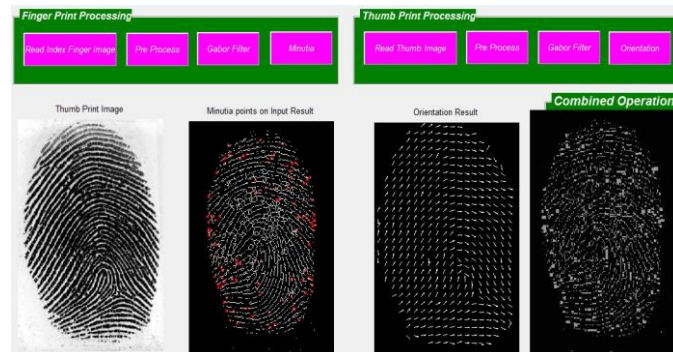 Finger Print Processing
Thumb Print Processing
Read Index Finger Image
Pre Process
Gabor Filter
Minutia
Read Thumb Image
Pre Process
Gabor Filter
Orientation
Combined Operation
Thumb Print Image
Minutia points on Input Result
Orientation Result